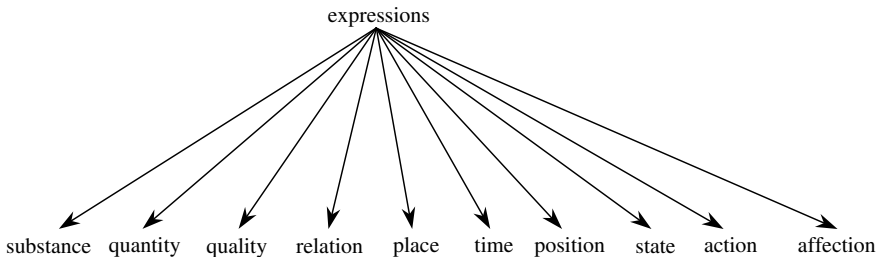 expressions
substance quantity quality relation place time position state action affection